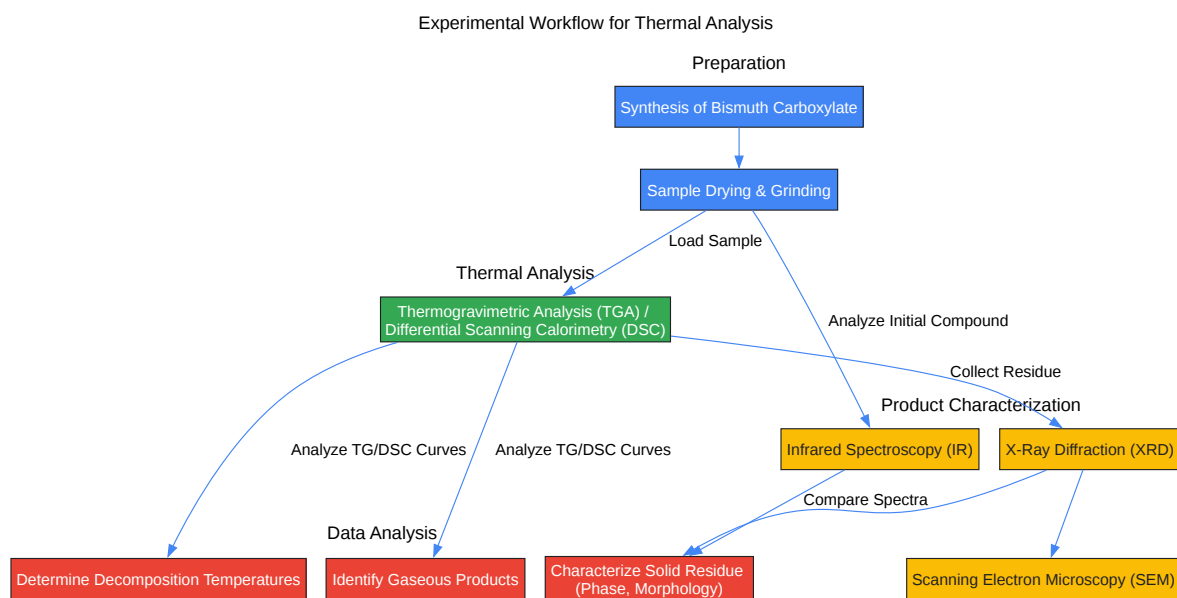 Experimental Workflow for Thermal Analysis
Preparation
Synthesis of Bismuth Carboxylate
Sample Drying & Grinding
Load Sample
Thermal Analysis
Thermogravimetric Analysis (TGA) /
Differential Scanning Calorimetry (DSC)
Analyze Initial Compound
Collect Residue
Product Characterization
Analyze TG/DSC Curves
Analyze TG/DSC Curves
Infrared Spectroscopy (IR)
X-Ray Diffraction (XRD)
Compare Spectra
Data Analysis
Determine Decomposition Temperatures
Identify Gaseous Products
Characterize Solid Residue
(Phase, Morphology)
Scanning Electron Microscopy (SEM)